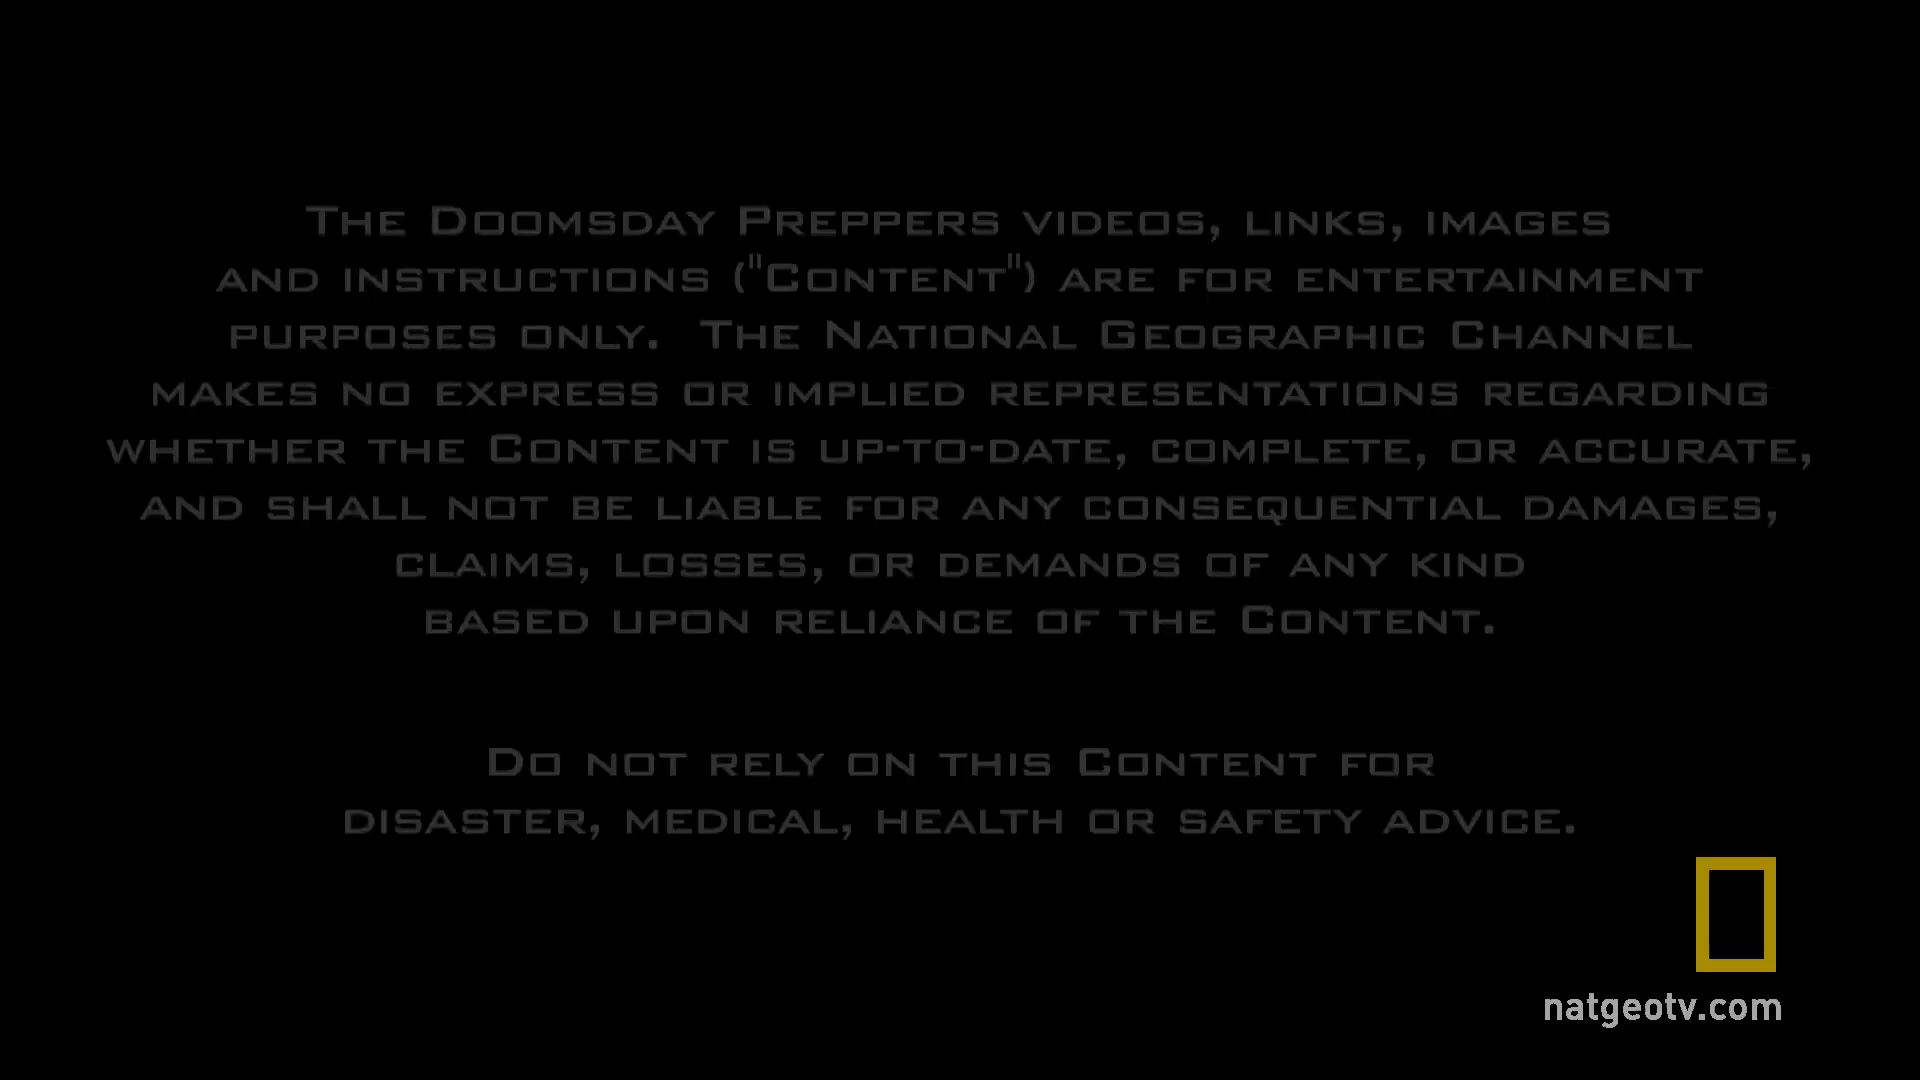 The Doomsday Preppers videos, links, images
and instructions ("Content") are for entertainment
purposes only.  The National Geographic Channel
makes no express or implied representations regarding
whether the Content is up-to-date, complete, or accurate,
and shall not be liable for any consequential damages,
claims, losses, or demands of any kind
based upon reliance of the Content.
Do not rely on this Content for
disaster, medical, health or safety advice.
natgeotv.com